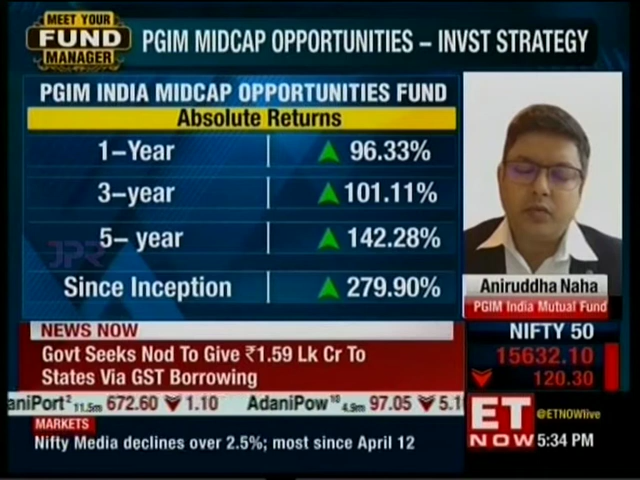 MEET YOUR
FUND
MANAGER
PGIM MIDCAP OPPORTUNITIES – INVST STRATEGY
PGIM INDIA MIDCAP OPPORTUNITIES FUND
Absolute Returns
1–Year 96.33%
3–year 101.11%
5– year 142.28%
Since Inception 279.90%
JPR
Aniruddha Naha
PGIM India Mutual Fund
NEWS NOW
Govt Seeks Nod To Give ₹1.59 Lk Cr To
States Via GST Borrowing
NIFTY 50
15632.10
120.30
aniPort² 11.5m 672.60 1.10 AdaniPow¹⁰ 4.9m 97.05 5.1
MARKETS
Nifty Media declines over 2.5%; most since April 12
ET
NOW
@ETNOWlive
5:34 PM